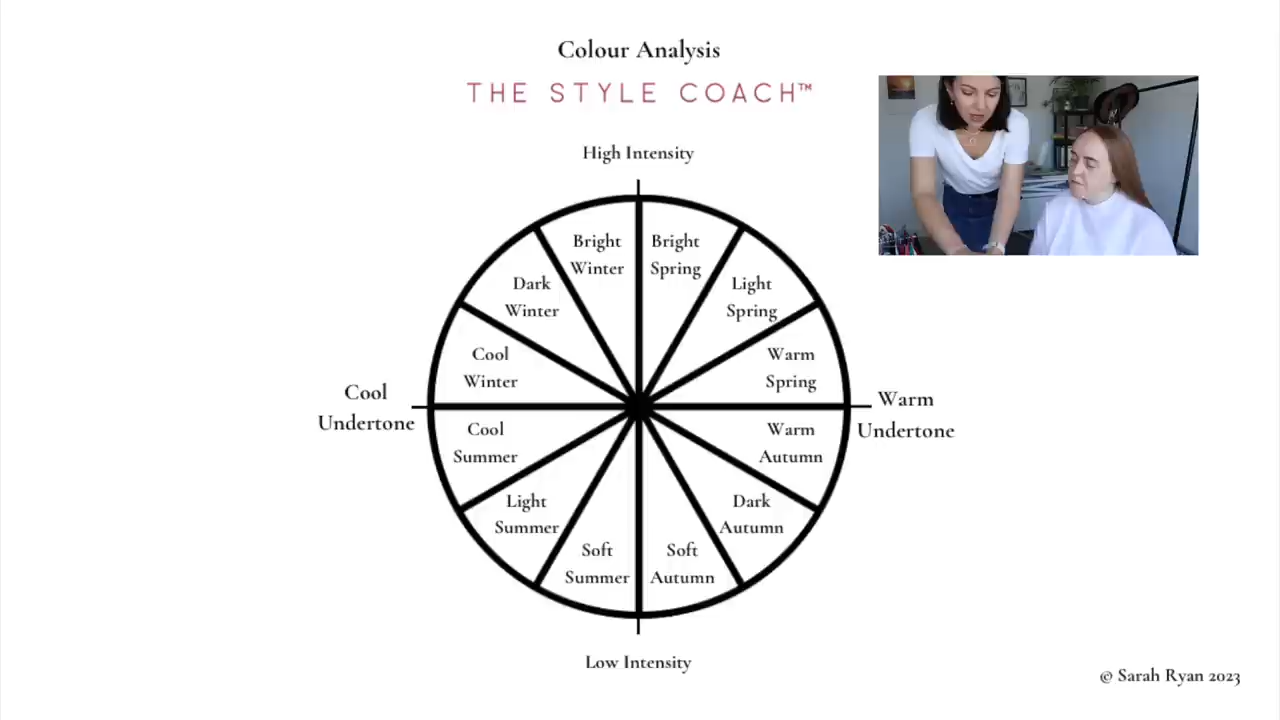 Colour Analysis
THE STYLE COACH™
High Intensity
Bright
Winter
Bright
Spring
Dark
Winter
Light
Spring
Cool
Winter
Warm
Spring
Cool
Undertone
Warm
Undertone
Cool
Summer
Warm
Autumn
Light
Summer
Dark
Autumn
Soft
Summer
Soft
Autumn
Low Intensity
© Sarah Ryan 2023